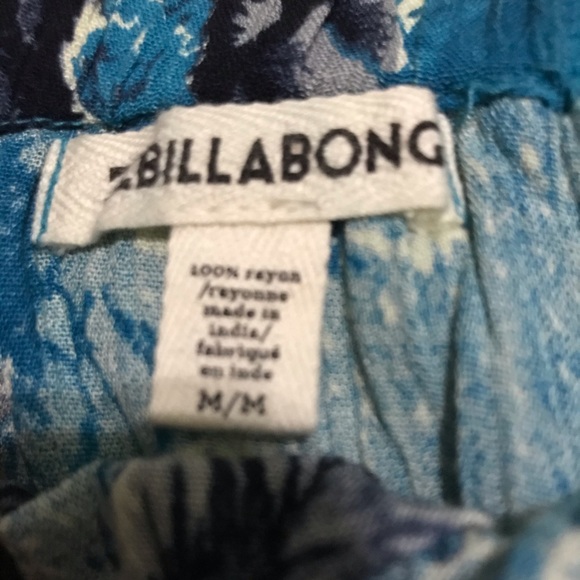 BILLABONG
100% rayon
/rayonne
made in
india/
fabriqué
en inde
M/M